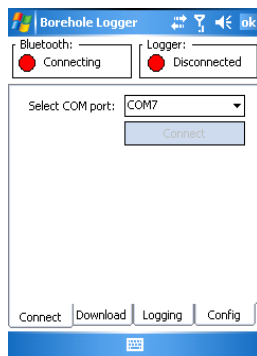 Borehole Logger ok
Bluetooth: Logger:
Connecting Disconnected
Select COM port: COM7
Connect
Connect Download Logging Config